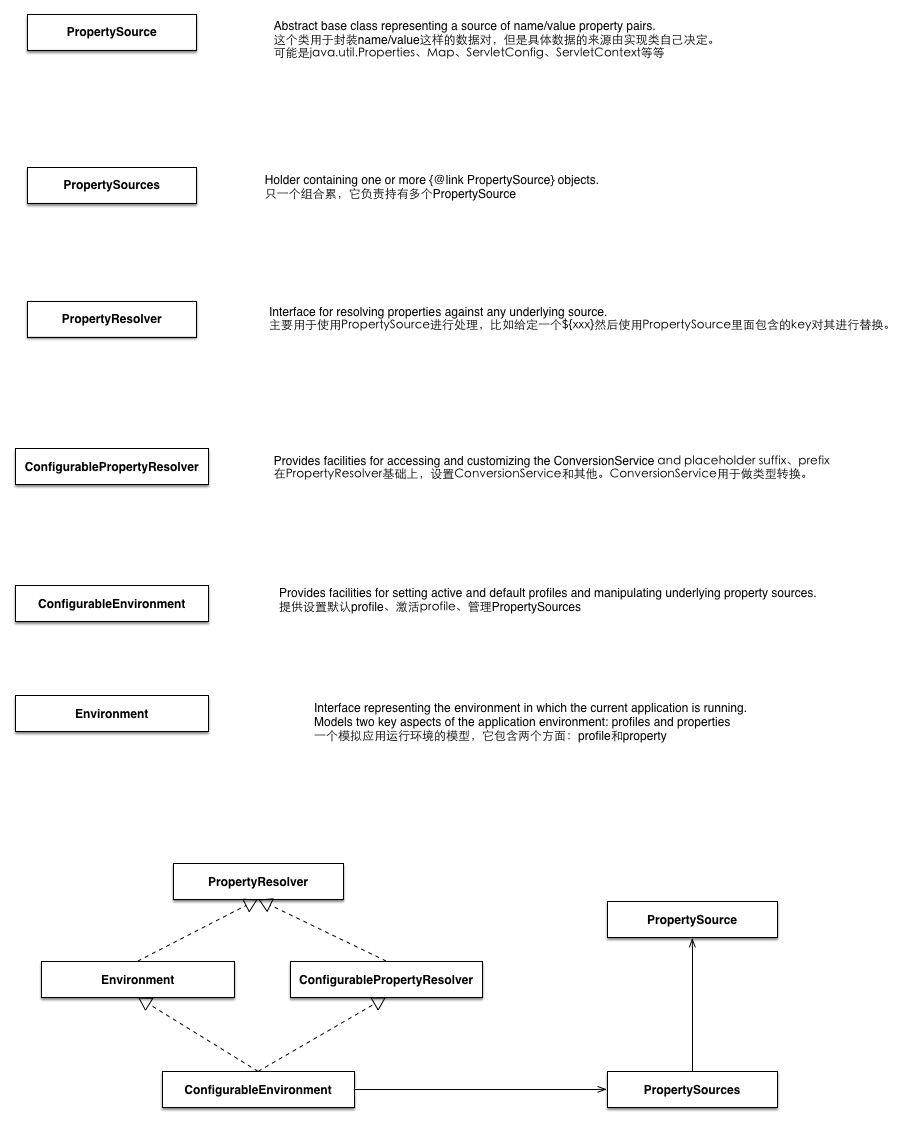 PropertySource
Abstract base class representing a source of name/value property pairs.
这个类用于封装name/value这样的数据对，但是具体数据的来源由实现类自己决定。
可能是java.util.Properties、Map、ServletConfig、ServletContext等等
PropertySources
Holder containing one or more {@link PropertySource} objects.
只一个组合累，它负责持有多个PropertySource
PropertyResolver
Interface for resolving properties against any underlying source.
主要用于使用PropertySource进行处理，比如给定一个${xxx}然后使用PropertySource里面包含的key对其进行替换。
ConfigurablePropertyResolver
Provides facilities for accessing and customizing the ConversionService and placeholder suffix、prefix
在PropertyResolver基础上，设置ConversionService和其他。ConversionService用于做类型转换。
ConfigurableEnvironment
Provides facilities for setting active and default profiles and manipulating underlying property sources.
提供设置默认profile、激活profile、管理PropertySources
Environment
Interface representing the environment in which the current application is running.
Models two key aspects of the application environment: profiles and properties
一个模拟应用运行环境的模型，它包含两个方面：profile和property
PropertyResolver
PropertySource
Environment
ConfigurablePropertyResolver
ConfigurableEnvironment
PropertySources